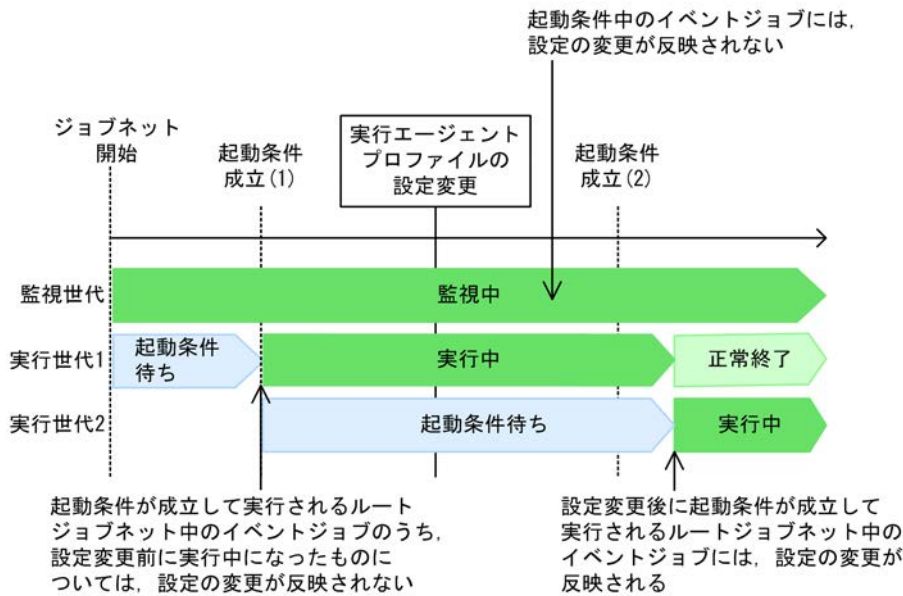 起動条件中のイベントジョブには,
設定の変更が反映されない
ジョブネット
開始
起動条件
成立(1)
実行エージェント
プロファイルの
設定変更
起動条件
成立(2)
監視世代
監視中
実行世代1
起動条件
待ち
実行中
正常終了
実行世代2
起動条件待ち
実行中
起動条件が成立して実行されるルート
ジョブネット中のイベントジョブのうち,
設定変更前に実行中になったものに
ついては, 設定の変更が反映されない
設定変更後に起動条件が成立して
実行されるルートジョブネット中の
イベントジョブには, 設定の変更が
反映される